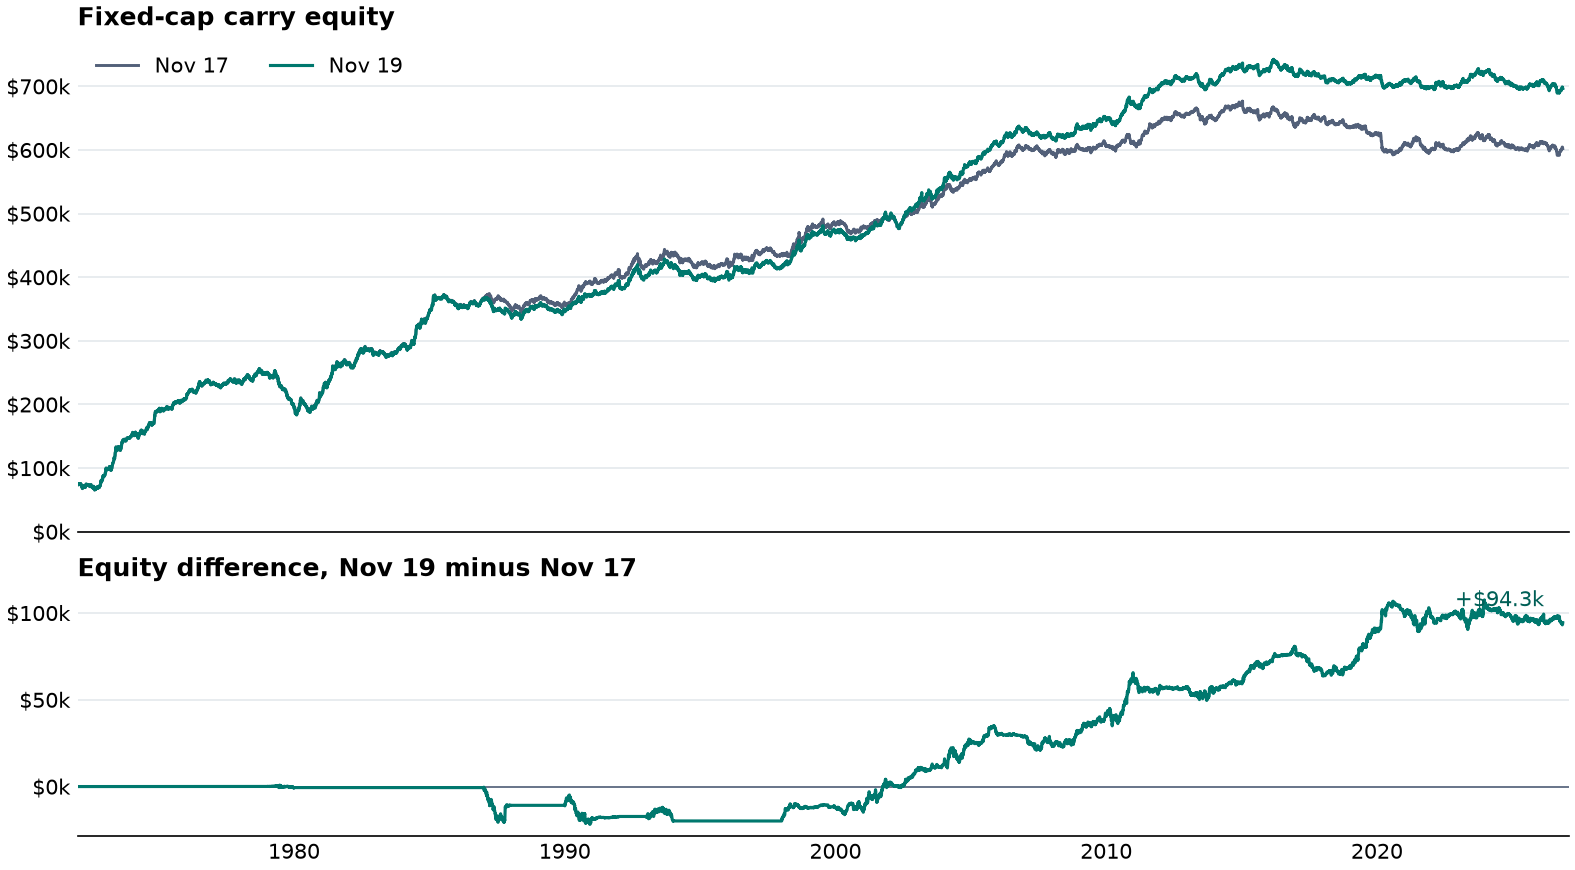 Fixed-cap carry equity
Nov 17 Nov 19
$700k
$600k
$500k
$400k
$300k
$200k
$100k
$0k
Equity difference, Nov 19 minus Nov 17
+$94.3k
$100k
$50k
$0k
1980 1990 2000 2010 2020